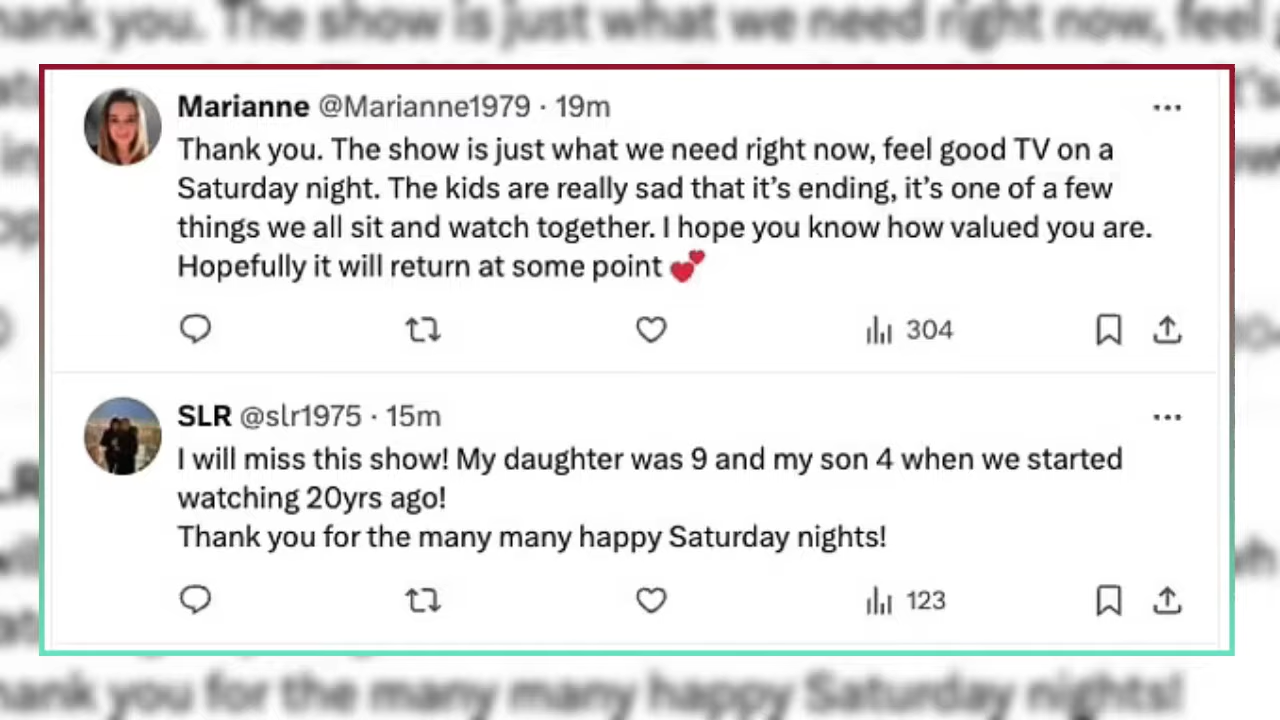 Marianne @Marianne1979 · 19m
Thank you. The show is just what we need right now, feel good TV on a
Saturday night. The kids are really sad that it’s ending, it’s one of a few
things we all sit and watch together. I hope you know how valued you are.
Hopefully it will return at some point 💕
304
SLR @slr1975 · 15m
I will miss this show! My daughter was 9 and my son 4 when we started
watching 20yrs ago!
Thank you for the many many happy Saturday nights!
123